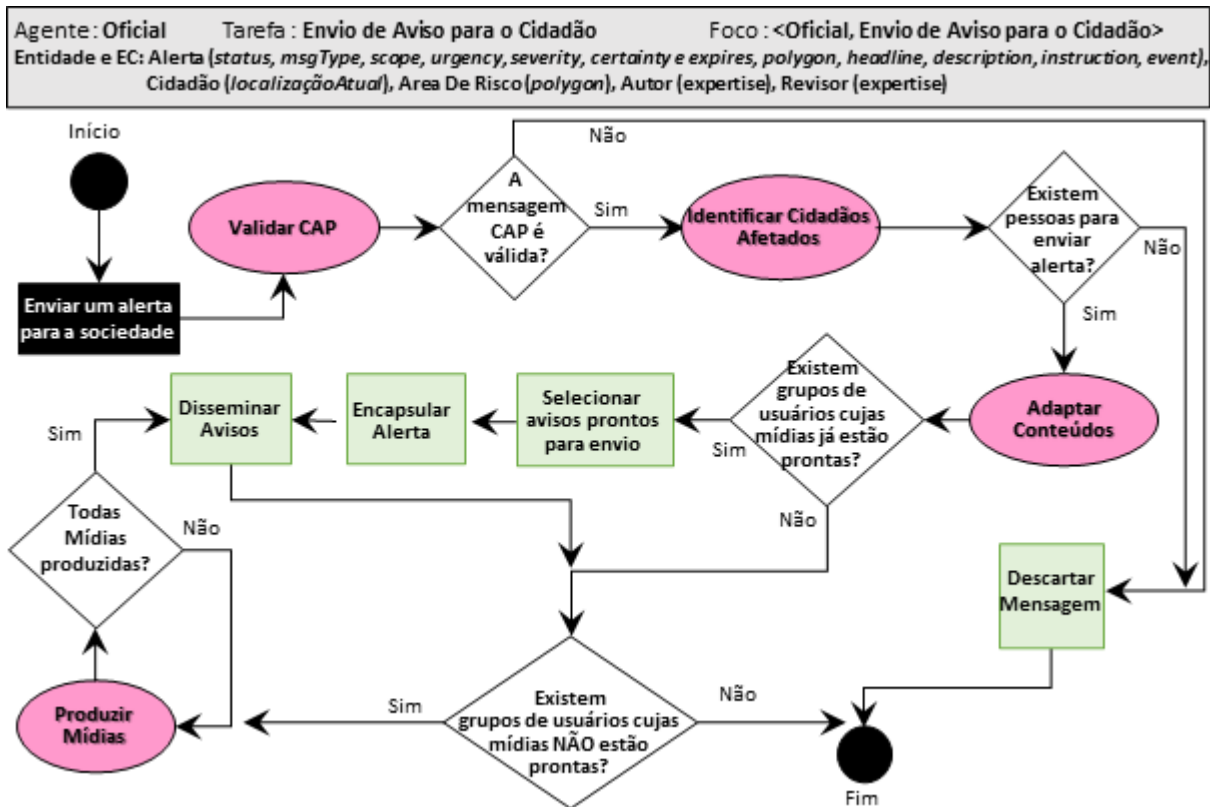 Agente: Oficial Tarefa : Envio de Aviso para o Cidadão Foco : <Oficial, Envio de Aviso para o Cidadão>
Entidade e EC: Alerta (status, msgType, scope, urgency, severity, certainty e expires, polygon, headline, description, instruction, event),
Cidadão (localizaçãoAtual), Area De Risco (polygon), Autor (expertise), Revisor (expertise)
Início
Não
Validar CAP
A
mensagem
CAP é
válida?
Sim
Identificar Cidadãos
Afetados
Existem
pessoas para
enviar
alerta?
Não
Sim
Enviar um alerta
para a sociedade
Adaptar
Conteúdos
Existem
grupos de
usuários cujas
mídias já estão
prontas?
Sim
Não
Selecionar
avisos prontos
para envio
Encapsular
Alerta
Disseminar
Avisos
Sim
Todas
Mídias
produzidas?
Não
Descartar
Mensagem
Produzir
Mídias
Sim
Existem
grupos de usuários cujas
mídias NÃO estão
prontas?
Não
Fim